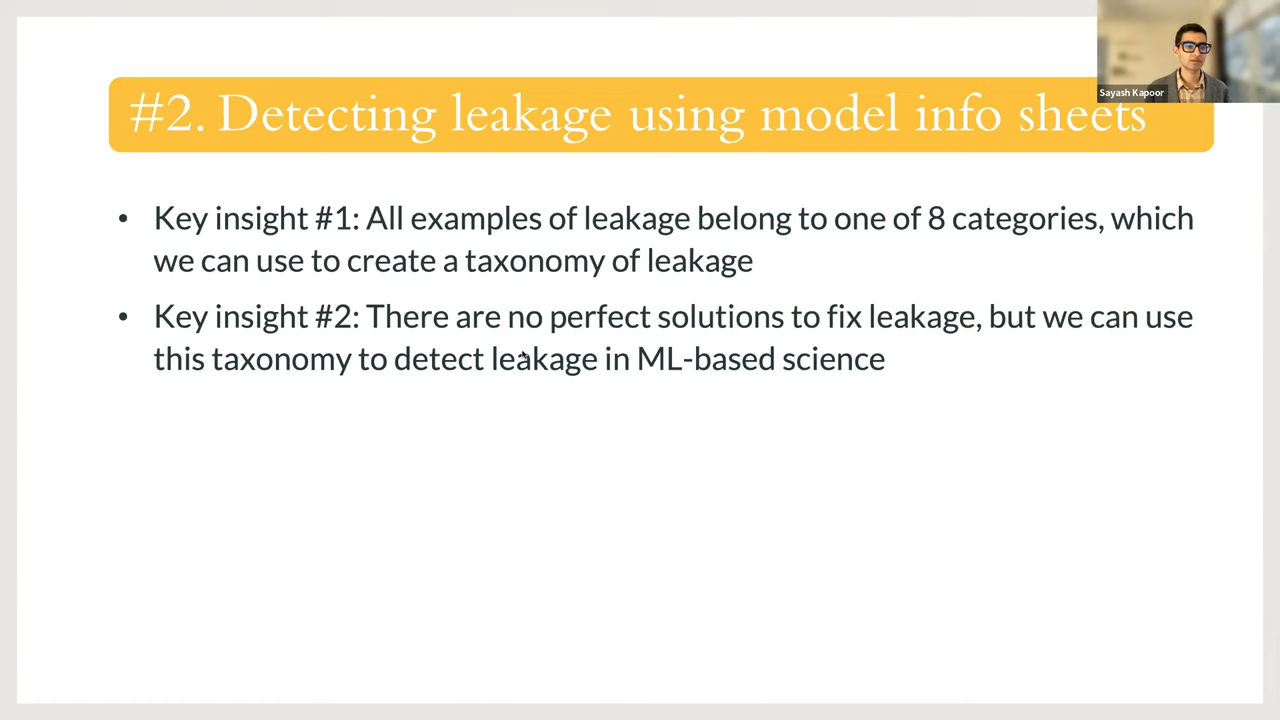 Sayash Kapoor
#2. Detecting leakage using model info sheets
• Key insight #1: All examples of leakage belong to one of 8 categories, which
we can use to create a taxonomy of leakage
• Key insight #2: There are no perfect solutions to fix leakage, but we can use
this taxonomy to detect leakage in ML-based science